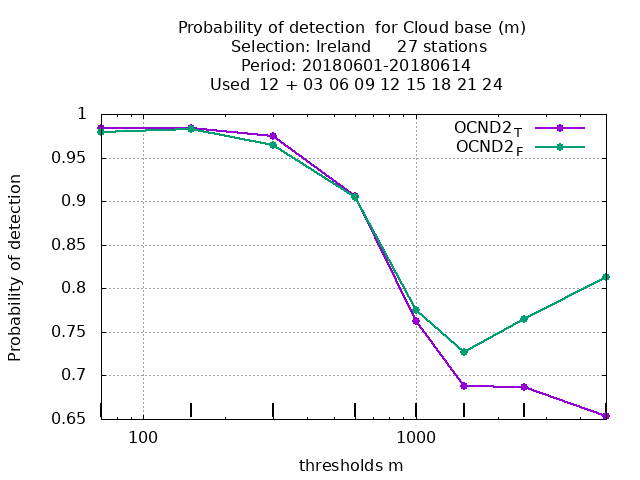 Probability of detection  for Cloud base (m)
Selection: Ireland     27 stations
Period: 20180601-20180614
Used  12 + 03 06 09 12 15 18 21 24
OCND2T
OCND2F
1
0.95
0.9
0.85
0.8
0.75
0.7
0.65
Probability of detection
100
1000
thresholds m